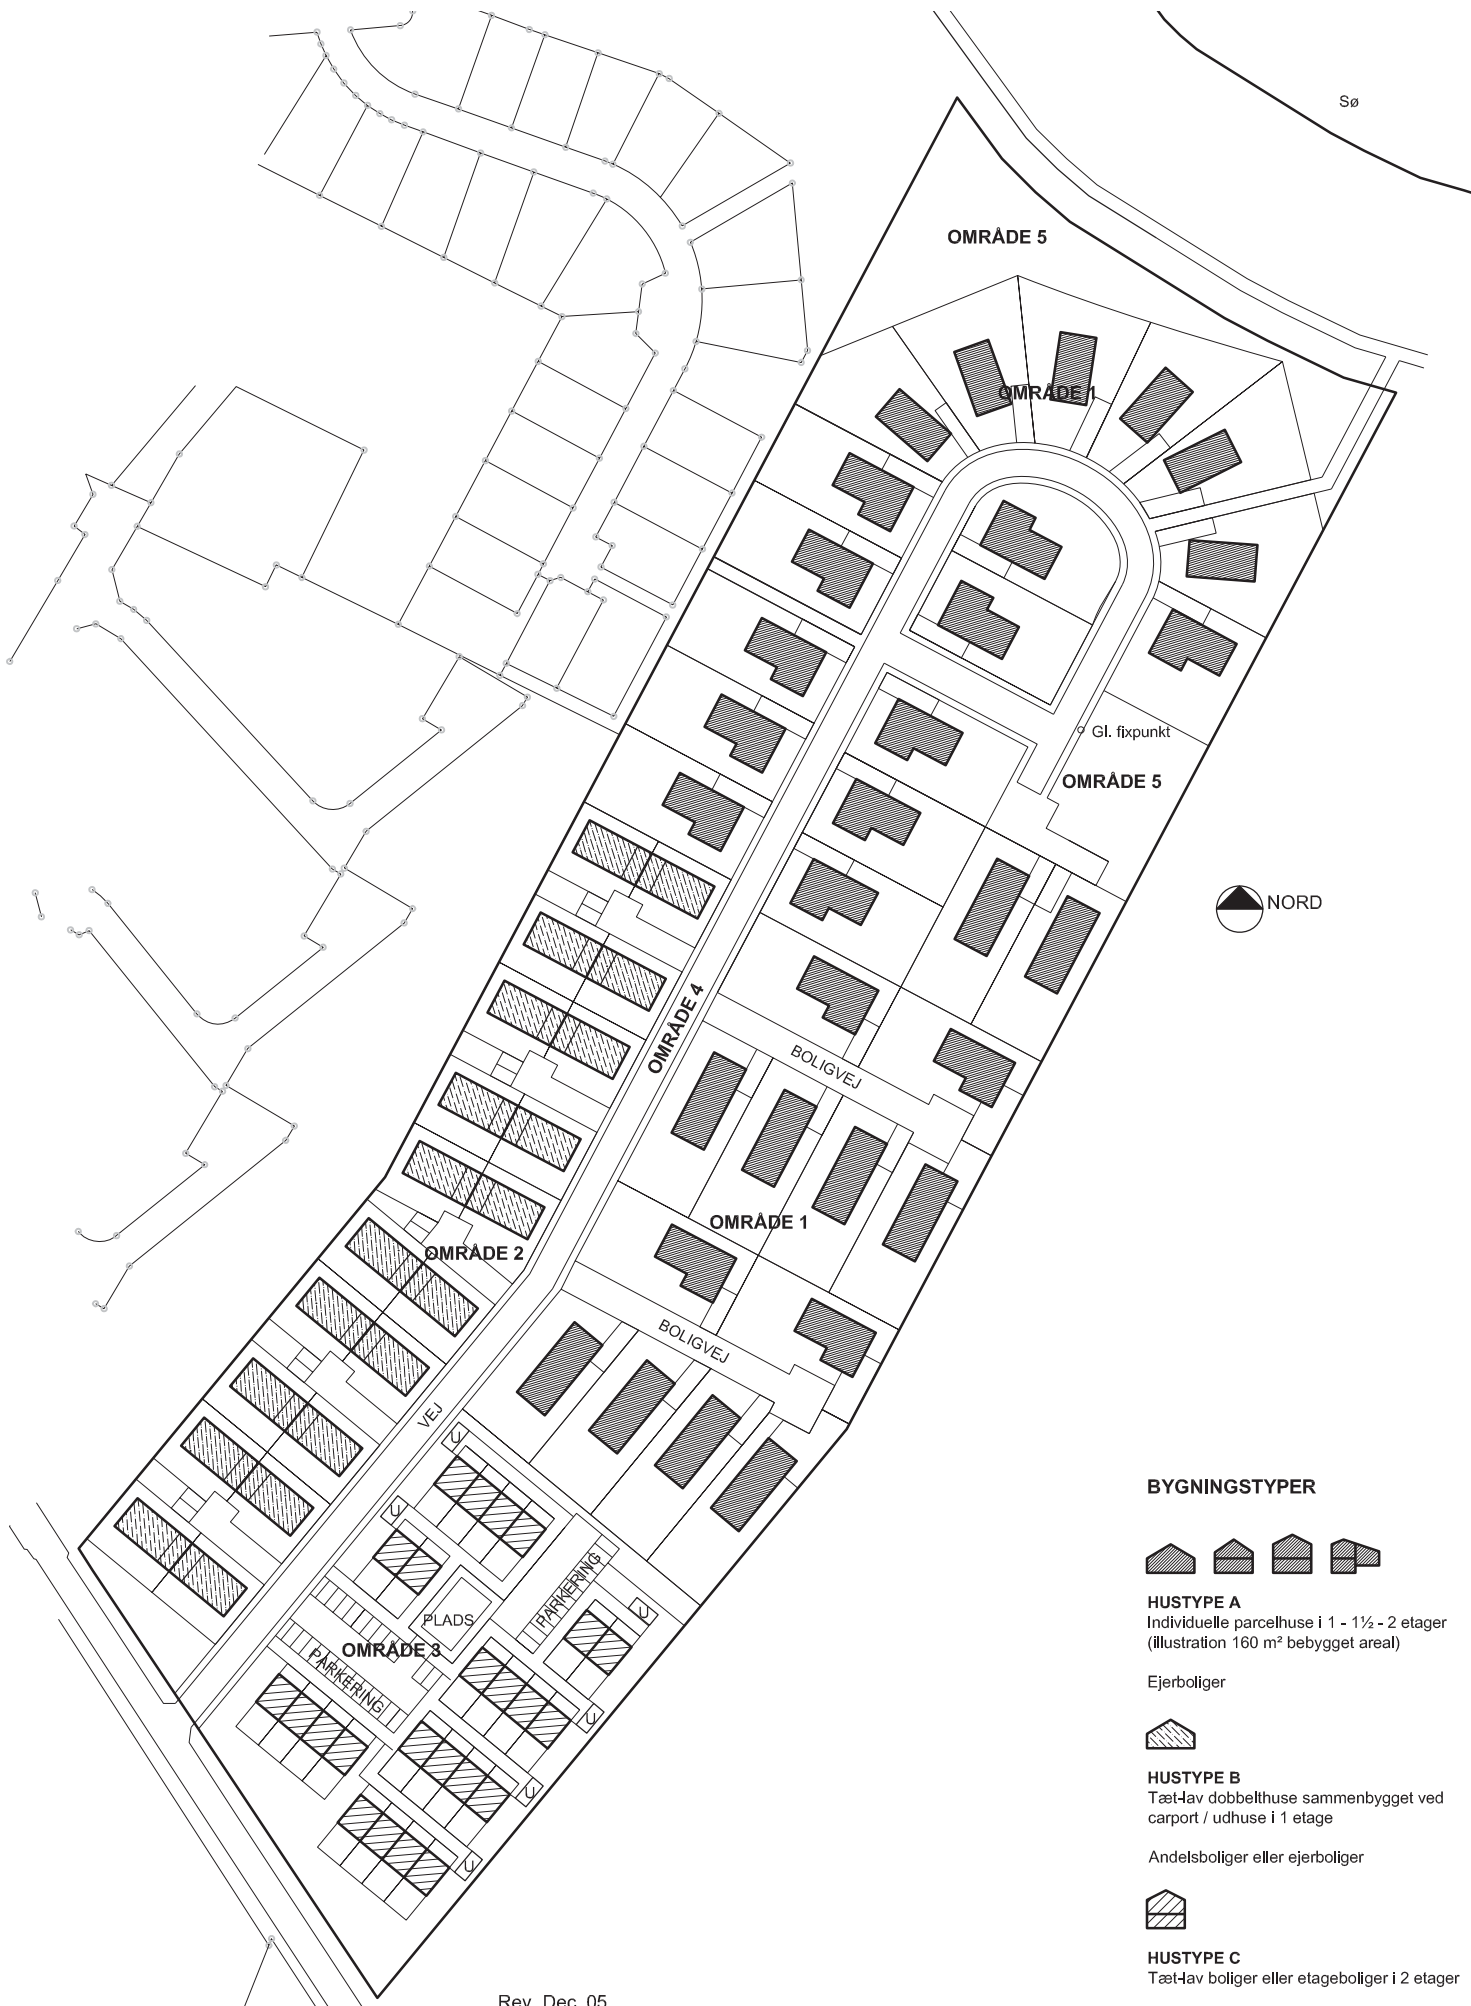 Sø
OMRÅDE 5
OMRÅDE 1
Gl. fixpunkt
OMRÅDE 5
NORD
OMRÅDE 4
BOLIGVEJ
OMRÅDE 1
OMRÅDE 2
BOLIGVEJ
VEJ
U
U
PARKERING
U
PLADS
OMRÅDE 3
PARKERING
U
U
U
BYGNINGSTYPER
HUSTYPE A
Individuelle parcelhuse i 1 - 1½ - 2 etager
(illustration 160 m² bebygget areal)
Ejerboliger
HUSTYPE B
Tæt-lav dobbelthuse sammenbygget ved
carport / udhuse i 1 etage
Andelsboliger eller ejerboliger
HUSTYPE C
Tæt-lav boliger eller etageboliger i 2 etager
Rev. Dec. 05